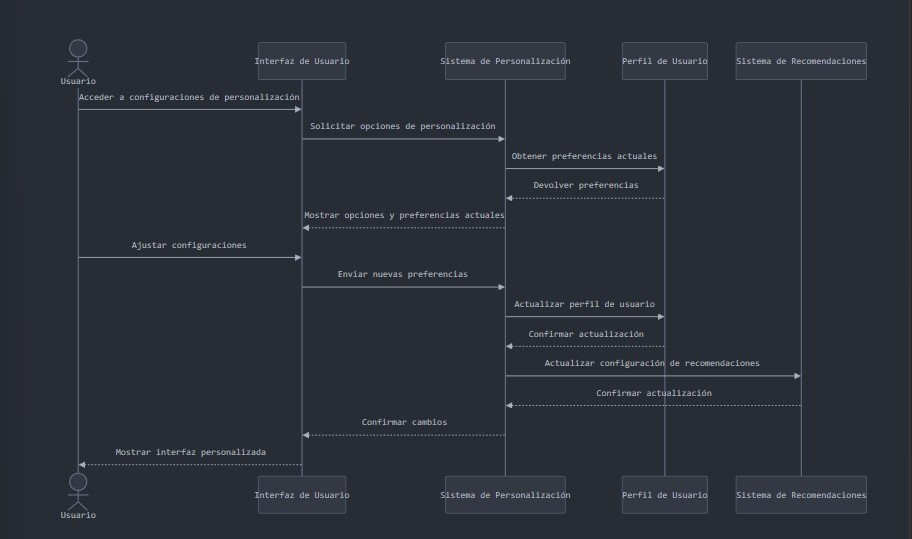 Usuario
Interfaz de Usuario
Sistema de Personalización
Perfil de Usuario
Sistema de Recomendaciones
Acceder a configuraciones de personalización
Solicitar opciones de personalización
Obtener preferencias actuales
Devolver preferencias
Mostrar opciones y preferencias actuales
Ajustar configuraciones
Enviar nuevas preferencias
Actualizar perfil de usuario
Confirmar actualización
Actualizar configuración de recomendaciones
Confirmar actualización
Confirmar cambios
Mostrar interfaz personalizada
Usuario
Interfaz de Usuario
Sistema de Personalización
Perfil de Usuario
Sistema de Recomendaciones